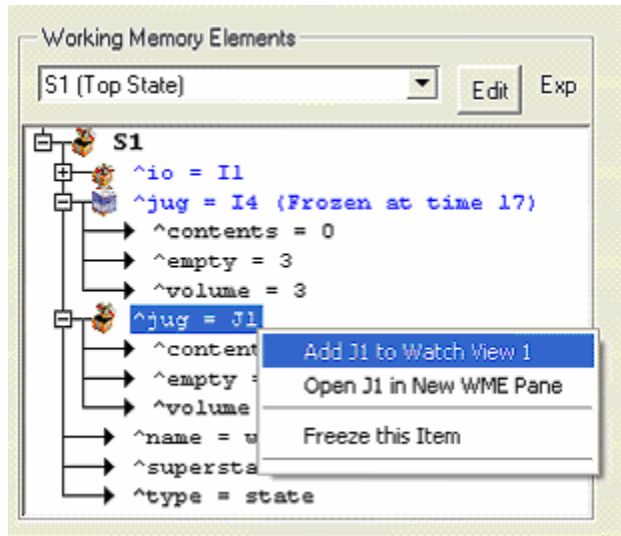 Working Memory Elements
S1 (Top State)
Edit
Exp
S1
^io = I1
^jug = I4 (Frozen at time 17)
^contents = 0
^empty = 3
^volume = 3
^jug = J1
^content
Add J1 to Watch View 1
^empty =
Open J1 in New WME Pane
^volume
^name = w
Freeze this Item
^supersta
^type = state